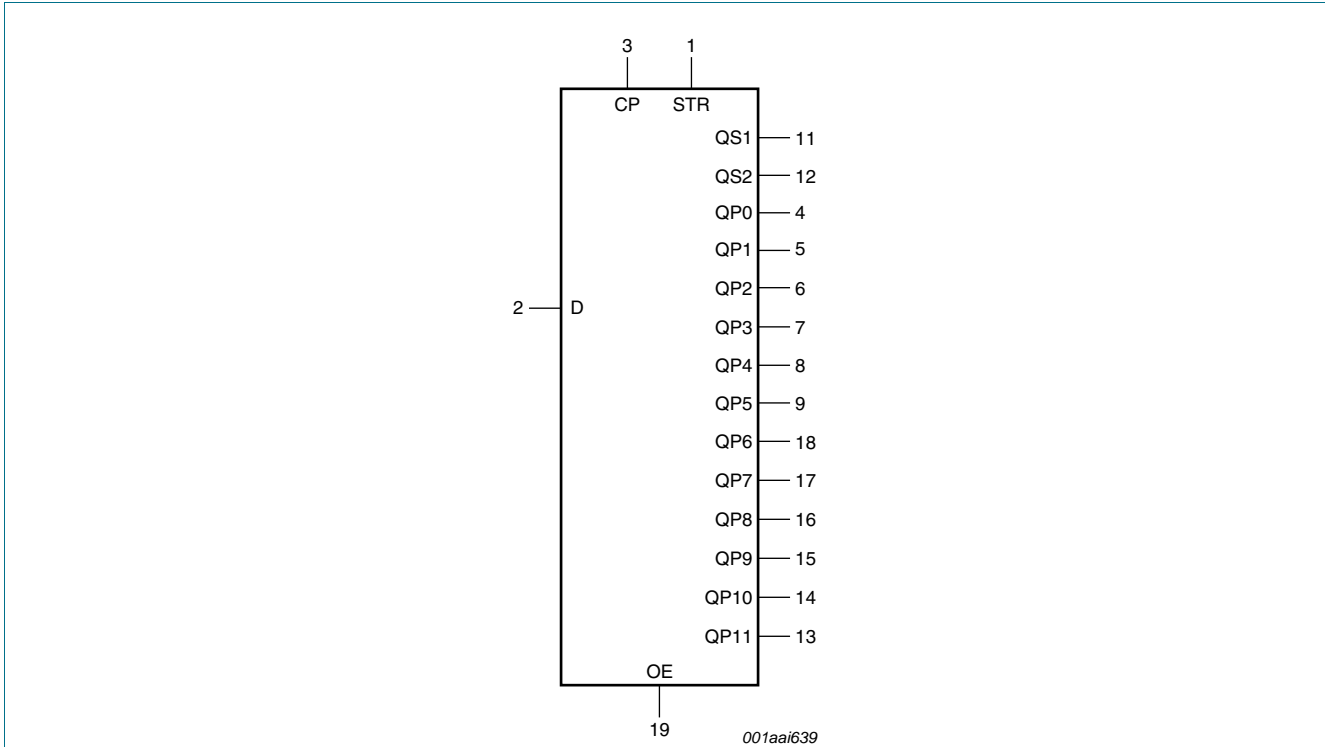 3 1
CP STR
QS1 11
QS2 12
QP0 4
QP1 5
QP2 6
2 D
QP3 7
QP4 8
QP5 9
QP6 18
QP7 17
QP8 16
QP9 15
QP10 14
QP11 13
OE
19
001aai639